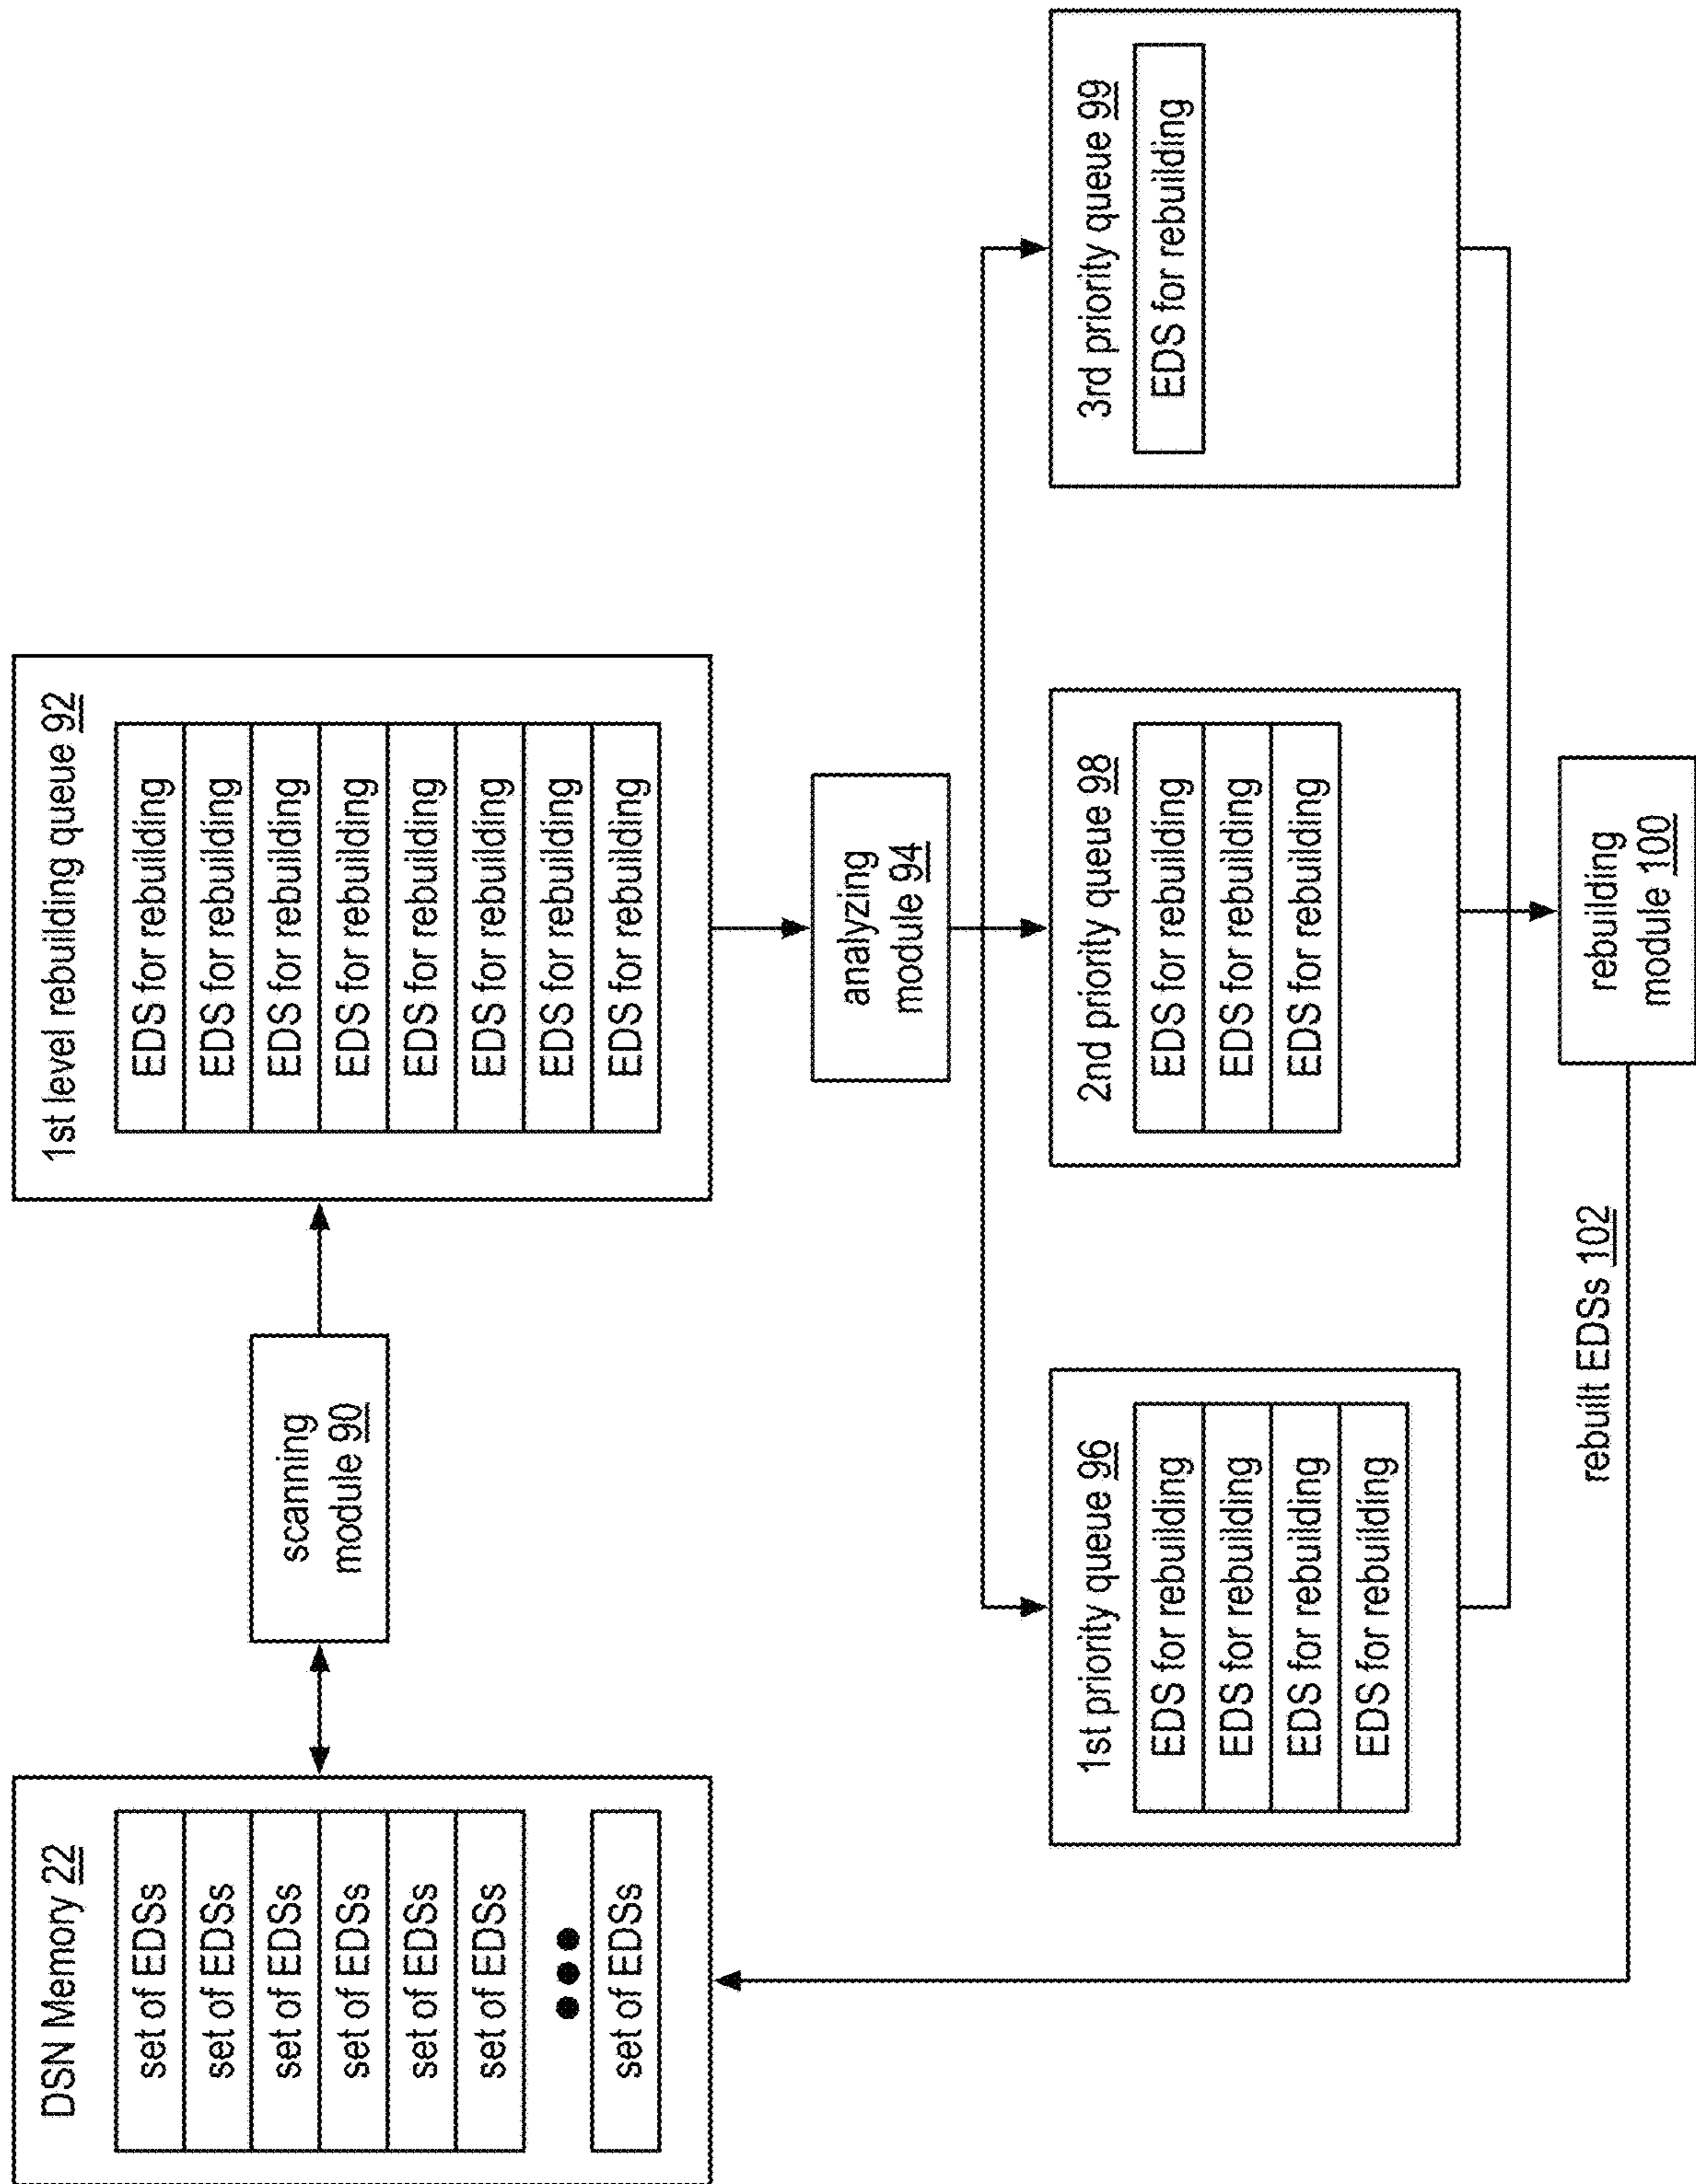 DSN Memory 22
set of EDSs
set of EDSs
set of EDSs
set of EDSs
set of EDSs
set of EDSs
set of EDSs
scanning
module 90
1st level rebuilding queue 92
EDS for rebuilding
EDS for rebuilding
EDS for rebuilding
EDS for rebuilding
EDS for rebuilding
EDS for rebuilding
EDS for rebuilding
EDS for rebuilding
analyzing
module 94
1st priority queue 96
EDS for rebuilding
EDS for rebuilding
EDS for rebuilding
EDS for rebuilding
2nd priority queue 98
EDS for rebuilding
EDS for rebuilding
EDS for rebuilding
3rd priority queue 99
EDS for rebuilding
rebuilt EDSs 102
rebuilding
module 100